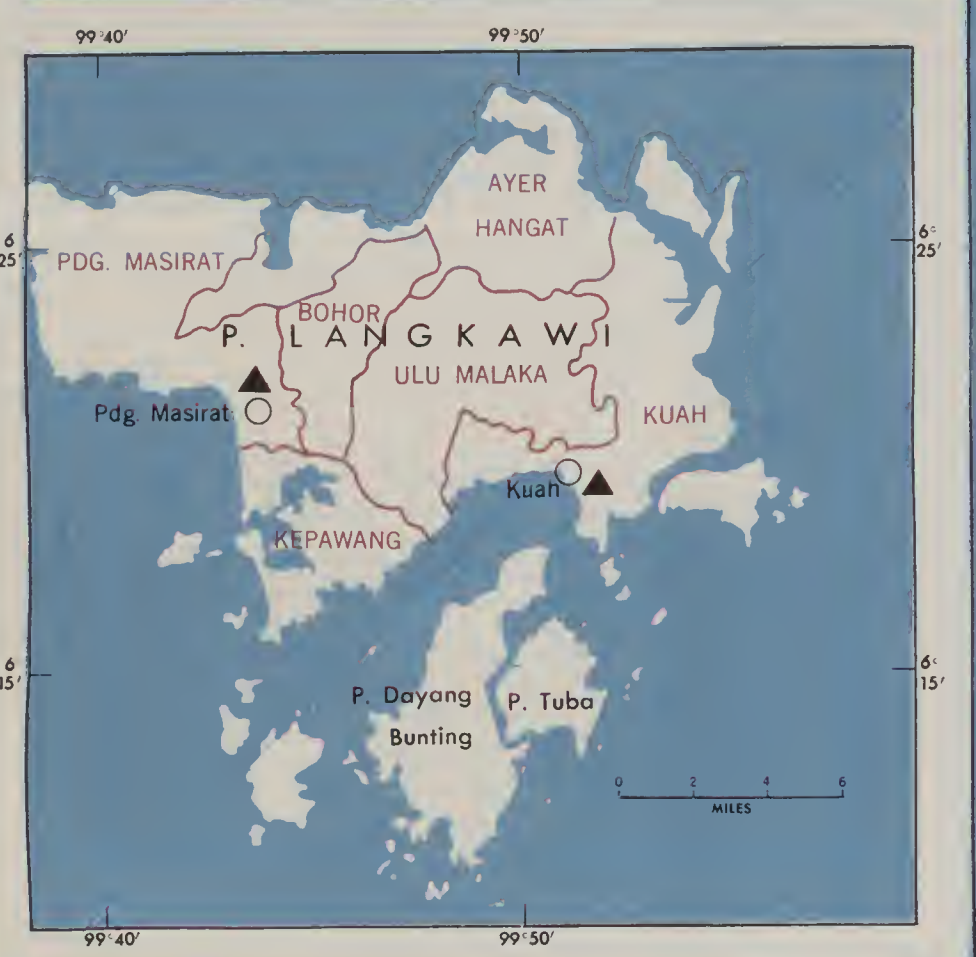 99°40′
99°50′
AYER
HANGAT
6
25′
6°
25′
PDG. MASIRAT
BOHOR
P. LANGKAWI
ULU MALAKA
Pdg. Masirat
KUAH
Kuah
KEPAWANG
6
15′
6°
15′
P. Dayang
Bunting
P. Tuba
0 2 4 6
MILES
99°40′
99°50′